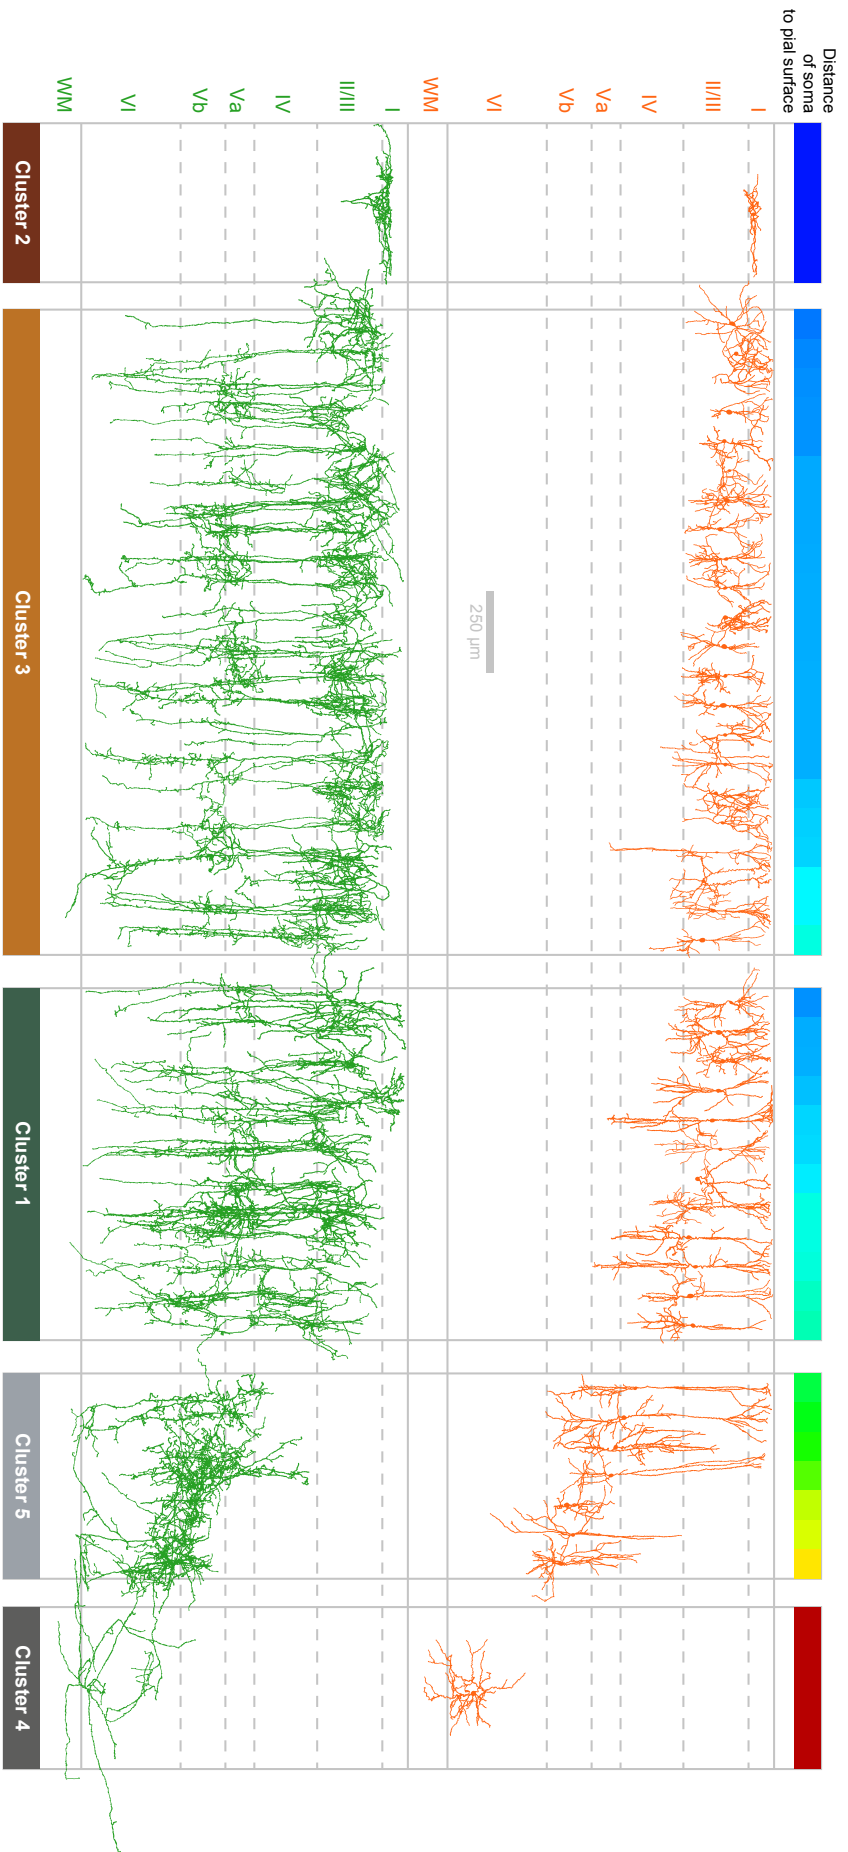 Distance
of soma
to pial surface
I
II/III
IV
Va
Vb
VI
WM
I
II/III
IV
Va
Vb
VI
WM
250 µm
Cluster 2
Cluster 3
Cluster 1
Cluster 5
Cluster 4